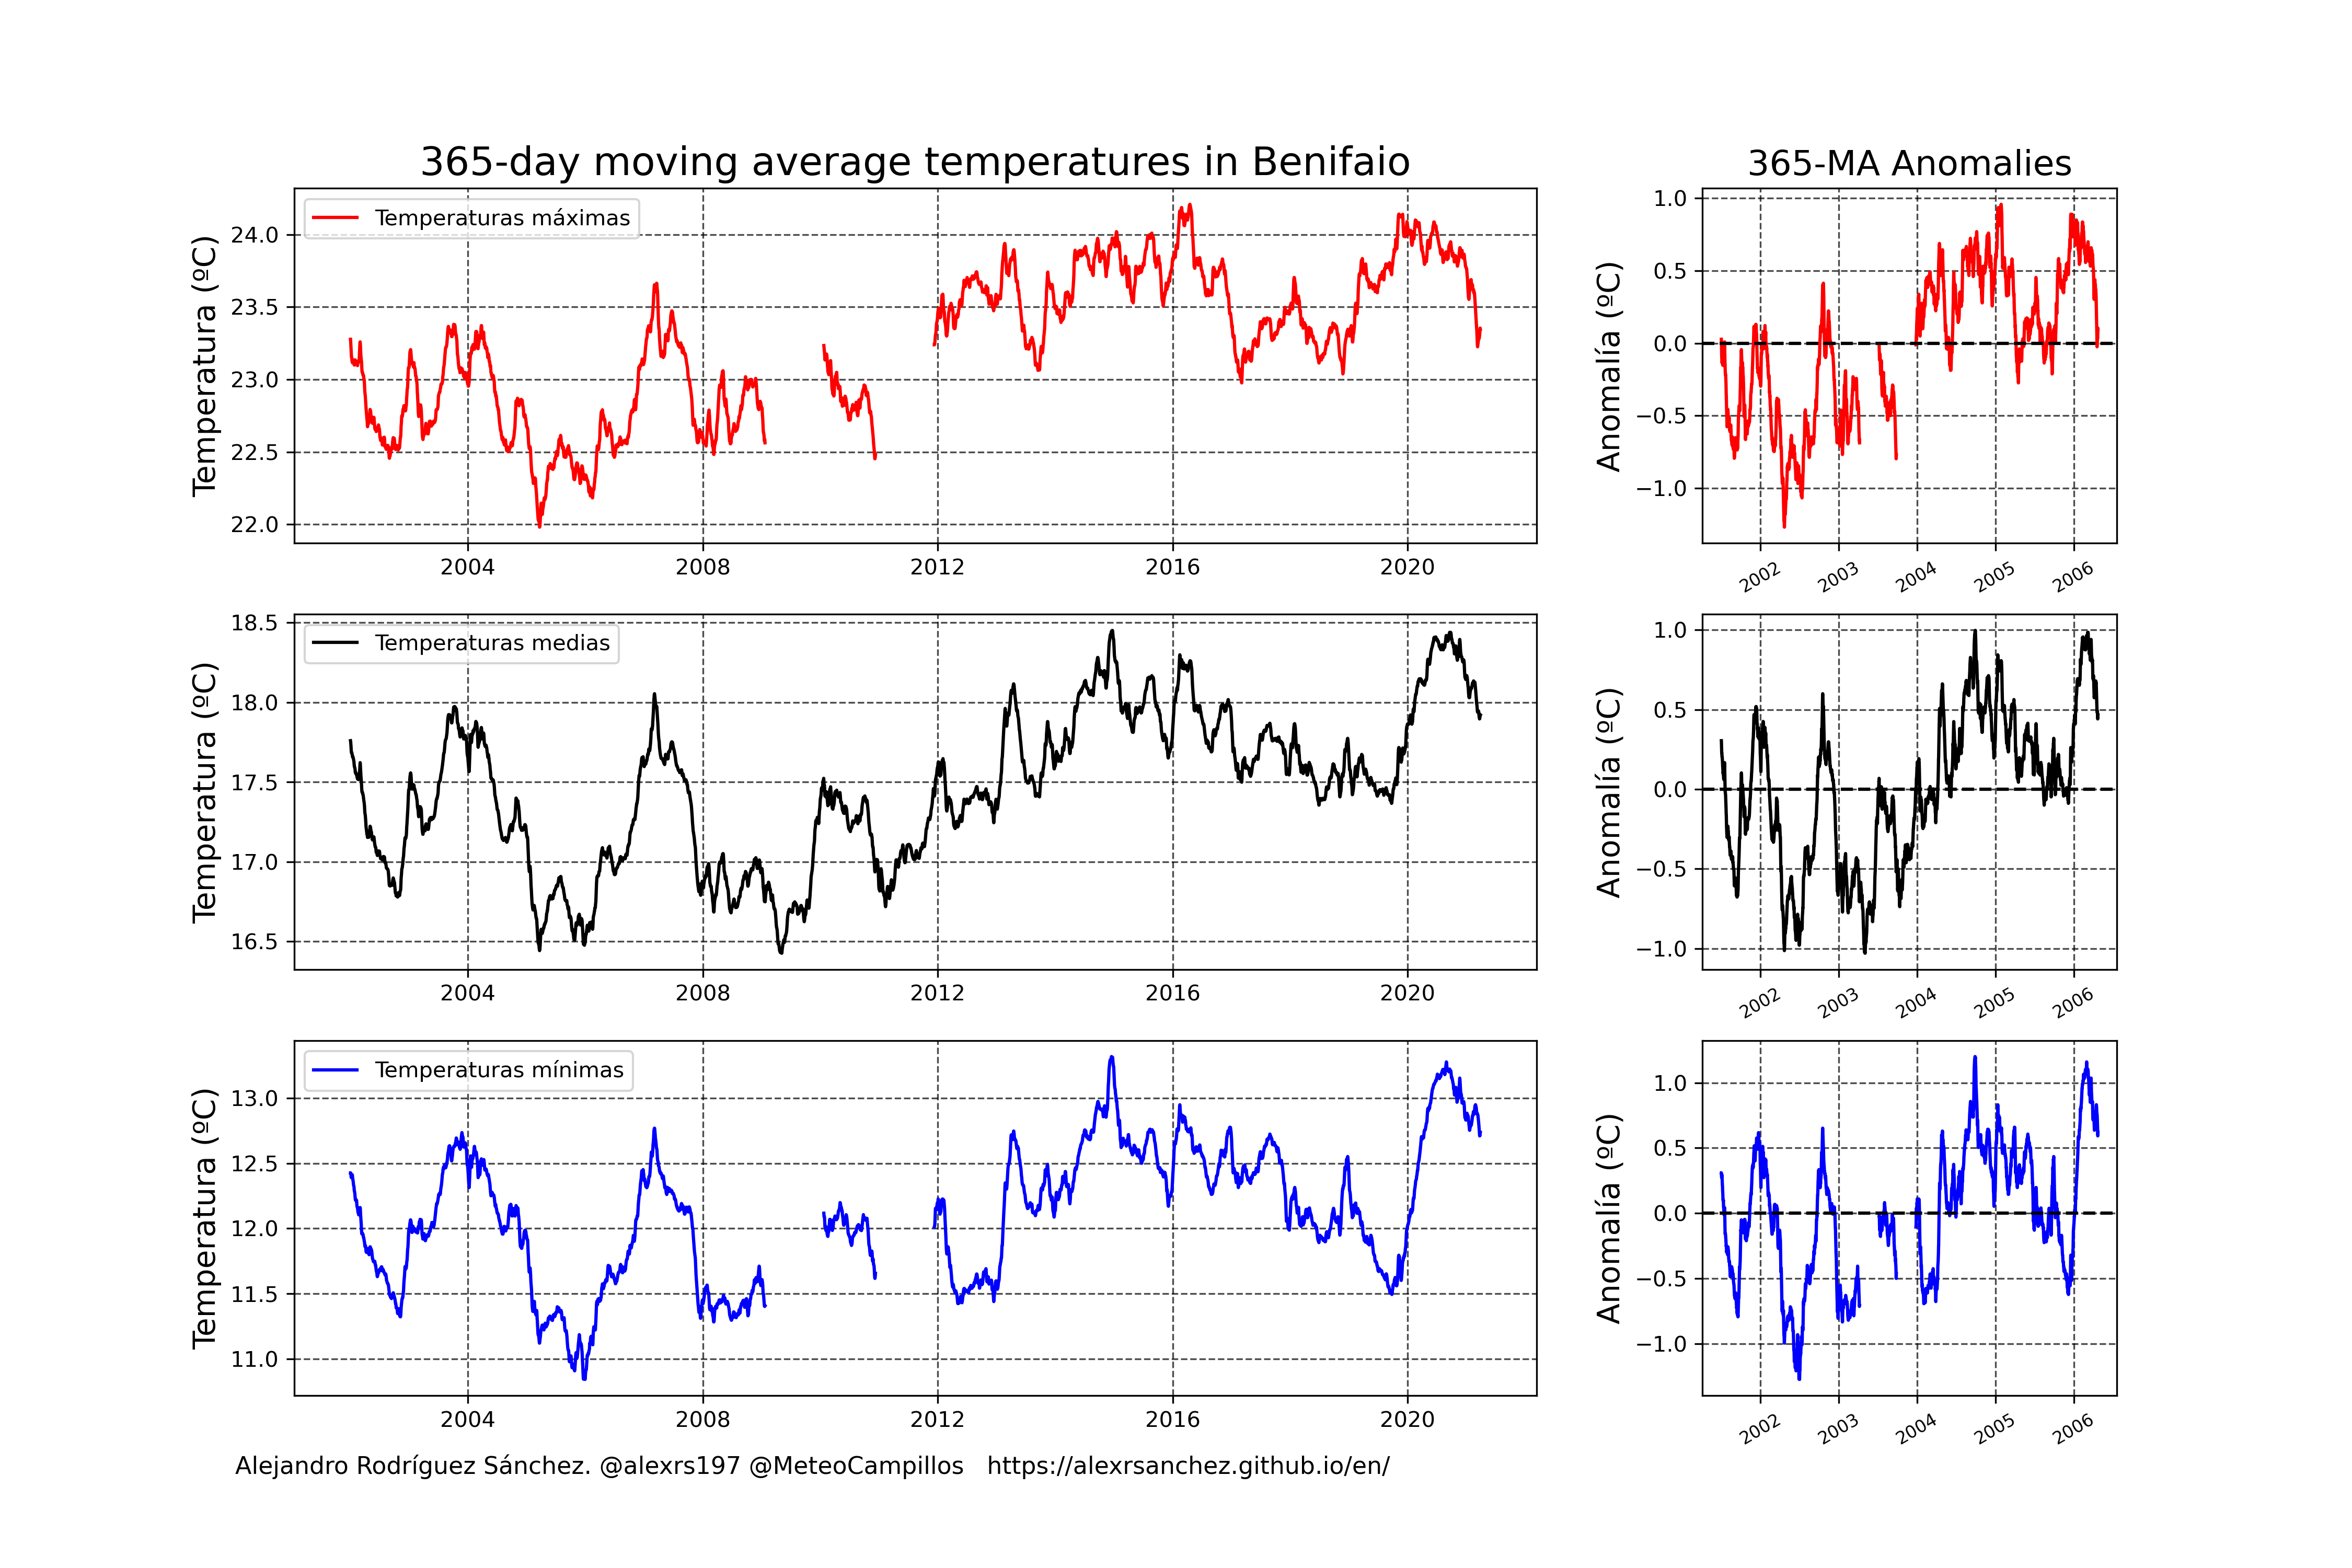 365-day moving average temperatures in Benifaio
365-MA Anomalies
Temperatura (ºC)
24.0
23.5
23.0
22.5
22.0
Temperaturas máximas
2004 2008 2012 2016 2020
Anomalía (ºC)
1.0
0.5
0.0
−0.5
−1.0
2002 2003 2004 2005 2006
Temperatura (ºC)
18.5
18.0
17.5
17.0
16.5
Temperaturas medias
2004 2008 2012 2016 2020
Anomalía (ºC)
1.0
0.5
0.0
−0.5
−1.0
2002 2003 2004 2005 2006
Temperatura (ºC)
13.0
12.5
12.0
11.5
11.0
Temperaturas mínimas
2004 2008 2012 2016 2020
Anomalía (ºC)
1.0
0.5
0.0
−0.5
−1.0
2002 2003 2004 2005 2006
Alejandro Rodríguez Sánchez. @alexrs197 @MeteoCampillos https://alexrsanchez.github.io/en/